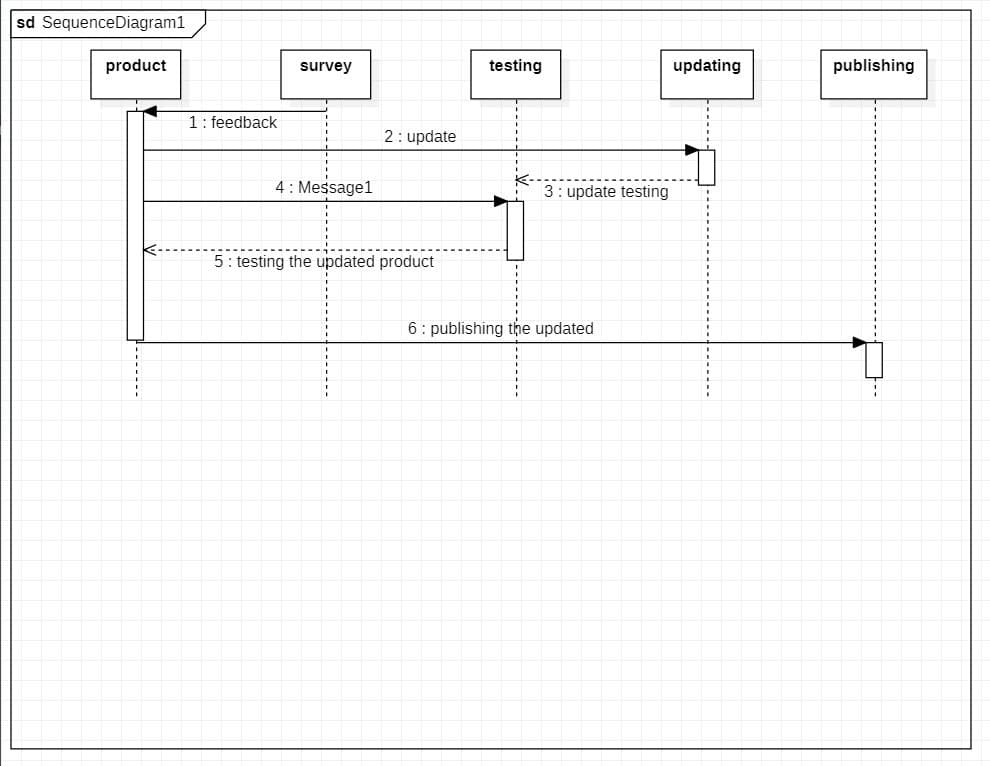 sd SequenceDiagram1
product
survey
testing
updating
publishing
1 : feedback
2 : update
3 : update testing
4 : Message1
5 : testing the updated product
6 : publishing the updated